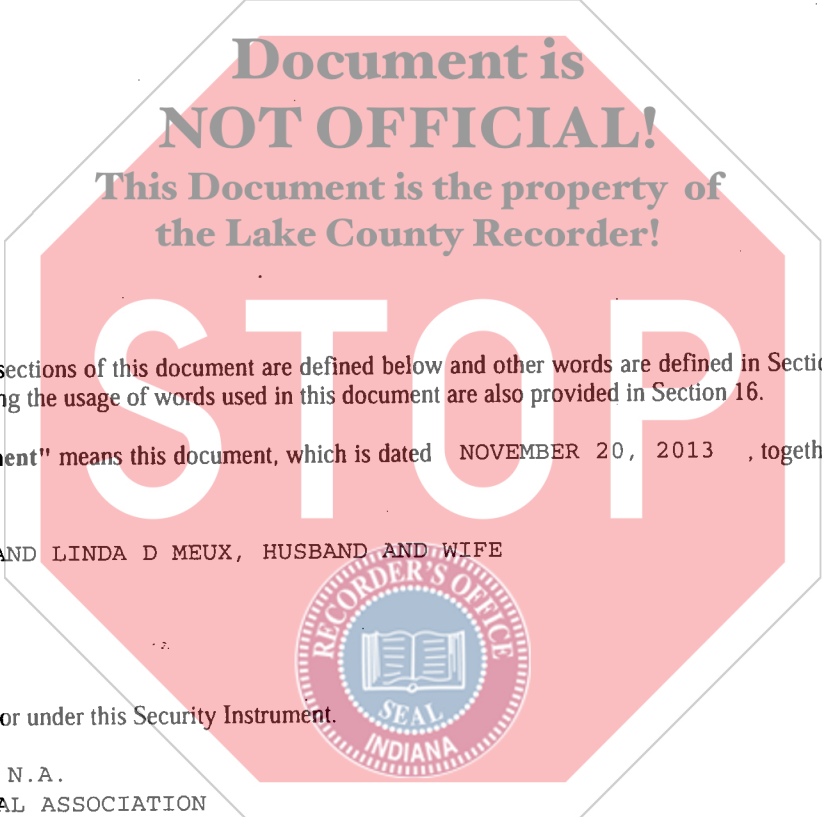 Document is
NOT OFFICIAL!
This Document is the property of
the Lake County Recorder!
STOP
sections of this document are defined below and other words are defined in Sectio
ng the usage of words used in this document are also provided in Section 16.
ent" means this document, which is dated NOVEMBER 20, 2013 , togeth
AND LINDA D MEUX, HUSBAND AND WIFE
RECORDER'S OFFICE
SEAL
INDIANA
or under this Security Instrument.
N.A.
AL ASSOCIATION